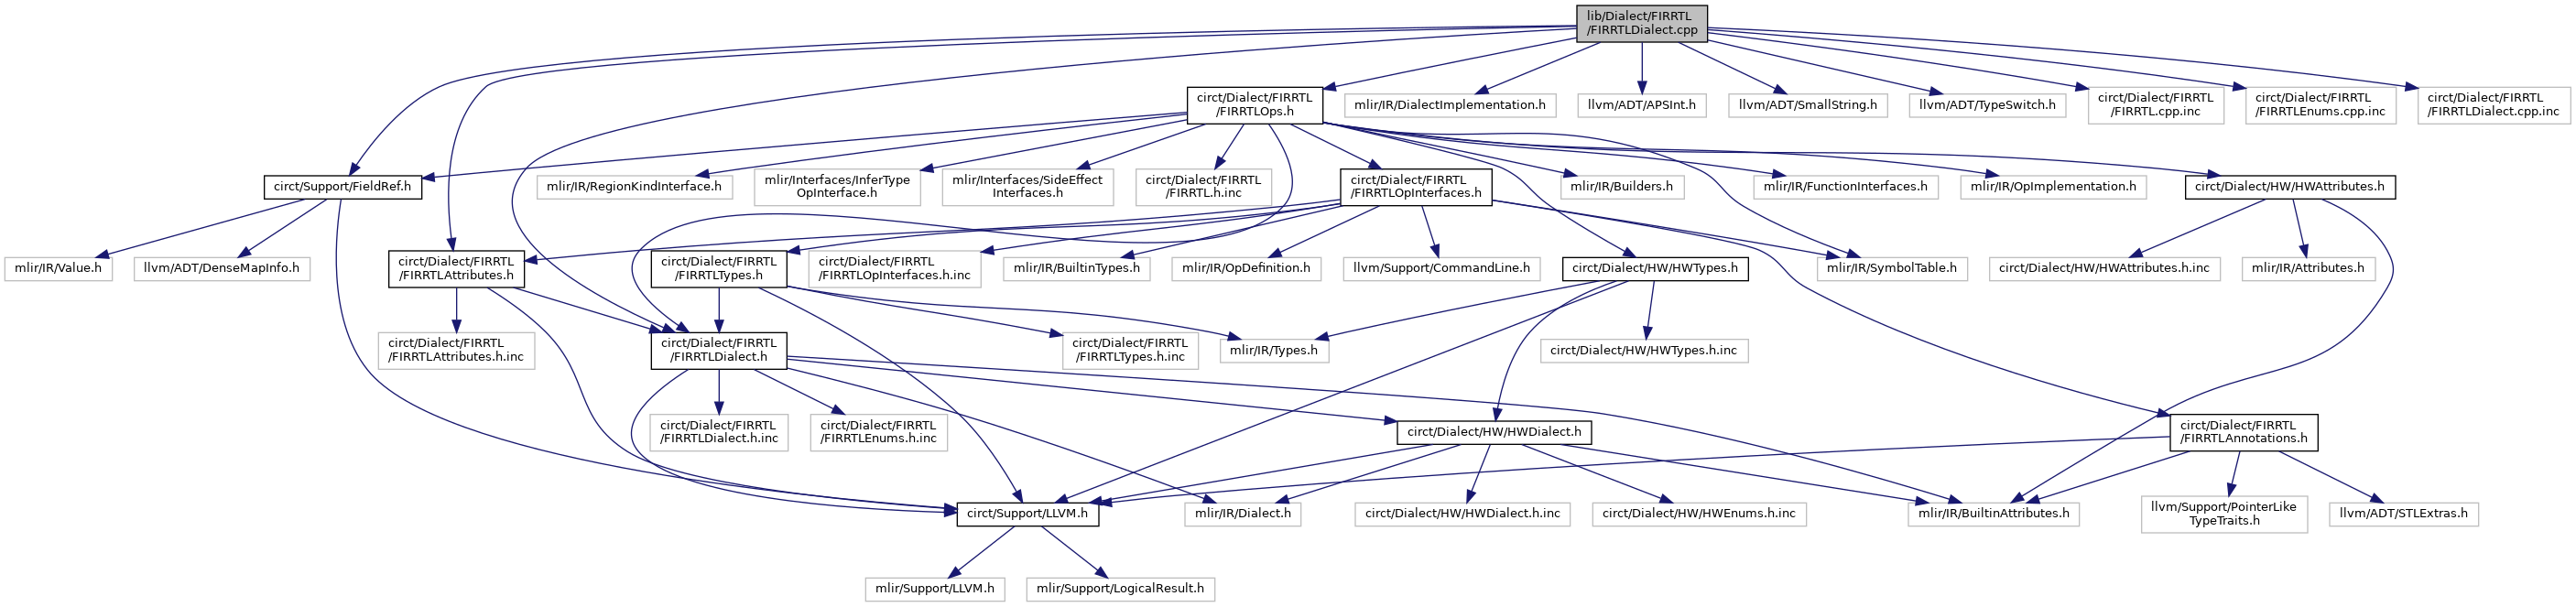 lib/Dialect/FIRRTL
/FIRRTLDialect.cpp
circt/Dialect/FIRRTL
/FIRRTLOps.h
mlir/IR/DialectImplementation.h
llvm/ADT/APSInt.h
llvm/ADT/SmallString.h
llvm/ADT/TypeSwitch.h
circt/Dialect/FIRRTL
/FIRRTL.cpp.inc
circt/Dialect/FIRRTL
/FIRRTLEnums.cpp.inc
circt/Dialect/FIRRTL
/FIRRTLDialect.cpp.inc
circt/Support/FieldRef.h
mlir/IR/RegionKindInterface.h
mlir/Interfaces/InferType
OpInterface.h
mlir/Interfaces/SideEffect
Interfaces.h
circt/Dialect/FIRRTL
/FIRRTL.h.inc
circt/Dialect/FIRRTL
/FIRRTLOpInterfaces.h
mlir/IR/Builders.h
mlir/IR/FunctionInterfaces.h
mlir/IR/OpImplementation.h
circt/Dialect/HW/HWAttributes.h
mlir/IR/Value.h
llvm/ADT/DenseMapInfo.h
circt/Dialect/FIRRTL
/FIRRTLAttributes.h
circt/Dialect/FIRRTL
/FIRRTLTypes.h
circt/Dialect/FIRRTL
/FIRRTLOpInterfaces.h.inc
mlir/IR/BuiltinTypes.h
mlir/IR/OpDefinition.h
llvm/Support/CommandLine.h
circt/Dialect/HW/HWTypes.h
mlir/IR/SymbolTable.h
circt/Dialect/HW/HWAttributes.h.inc
mlir/IR/Attributes.h
circt/Dialect/FIRRTL
/FIRRTLAttributes.h.inc
circt/Dialect/FIRRTL
/FIRRTLDialect.h
circt/Dialect/FIRRTL
/FIRRTLTypes.h.inc
mlir/IR/Types.h
circt/Dialect/HW/HWTypes.h.inc
circt/Dialect/FIRRTL
/FIRRTLDialect.h.inc
circt/Dialect/FIRRTL
/FIRRTLEnums.h.inc
circt/Dialect/HW/HWDialect.h
circt/Dialect/FIRRTL
/FIRRTLAnnotations.h
circt/Support/LLVM.h
mlir/IR/Dialect.h
circt/Dialect/HW/HWDialect.h.inc
circt/Dialect/HW/HWEnums.h.inc
mlir/IR/BuiltinAttributes.h
llvm/Support/PointerLike
TypeTraits.h
llvm/ADT/STLExtras.h
mlir/Support/LLVM.h
mlir/Support/LogicalResult.h